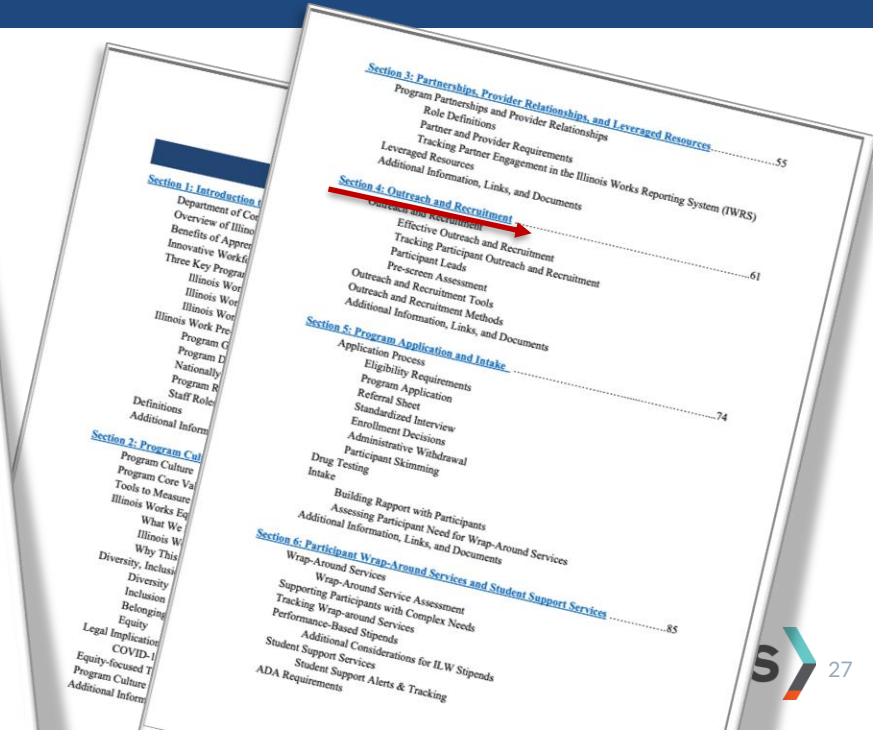 Section 1: Introduction t
Department of Con
Overview of Illino
Benefits of Appren
Innovative Workfo
Three Key Progra
Illinois Wor
Illinois Wor
Illinois Wor
Illinois Work Pre-
Program G
Program D
Nationally
Program R
Staff Roles
Definitions
Additional Inform
Section 2: Program Cul
Program Culture
Program Core Va
Tools to Measure
Illinois Works Eq
What We
Illinois W
Why This
Diversity, Inclusi
Diversity
Inclusion
Belonging
Equity
Legal Implication
COVID-1
Equity-focused T
Program Culture
Additional Inform
Section 3: Partnerships, Provider Relationships, and Leveraged Resources..................55
Program Partnerships and Provider Relationships
Role Definitions
Partner and Provider Requirements
Tracking Partner Engagement in the Illinois Works Reporting System (IWRS)
Leveraged Resources
Additional Information, Links, and Documents
Section 4: Outreach and Recruitment ..................61
Outreach and Recruitment
Effective Outreach and Recruitment
Tracking Participant Outreach and Recruitment
Participant Leads
Pre-screen Assessment
Outreach and Recruitment Tools
Outreach and Recruitment Methods
Additional Information, Links, and Documents
Section 5: Program Application and Intake ..................74
Application Process
Eligibility Requirements
Program Application
Referral Sheet
Standardized Interview
Enrollment Decisions
Administrative Withdrawal
Participant Skimming
Drug Testing
Intake
Building Rapport with Participants
Assessing Participant Need for Wrap-Around Services
Additional Information, Links, and Documents
Section 6: Participant Wrap-Around Services and Student Support Services ..................85
Wrap-Around Services
Wrap-Around Service Assessment
Supporting Participants with Complex Needs
Tracking Wrap-around Services
Performance-Based Stipends
Additional Considerations for ILW Stipends
Student Support Services
Student Support Alerts & Tracking
ADA Requirements
s
27